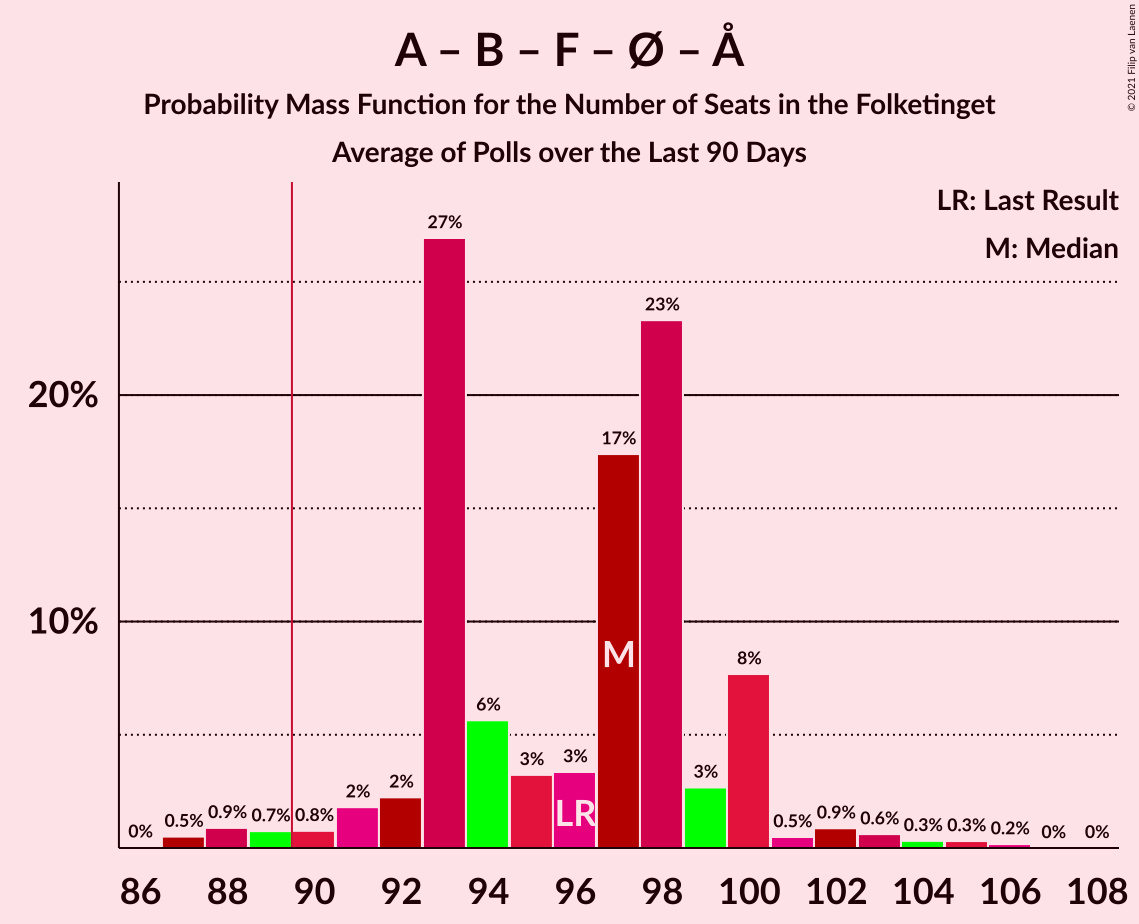 A – B – F – Ø – Å
Probability Mass Function for the Number of Seats in the Folketinget
Average of Polls over the Last 90 Days
© 2021 Filip van Laenen
LR: Last Result
M: Median
20%
10%
0%
0.5%
0.9%
0.7%
0.8%
2%
2%
27%
6%
3%
3%
17%
23%
3%
8%
0.5%
0.9%
0.6%
0.3%
0.3%
0.2%
0%
0%
M
LR
86 88 90 92 94 96 98 100 102 104 106 108